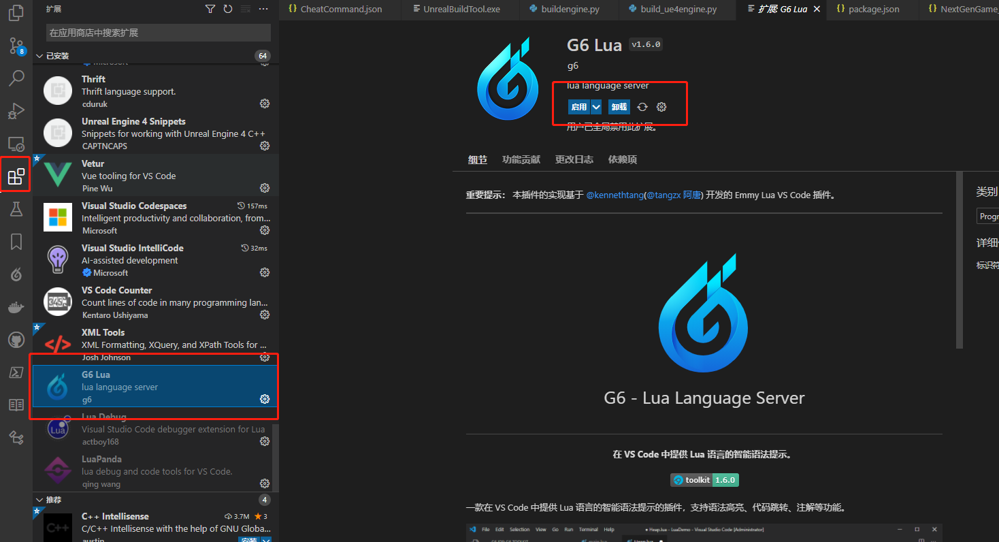 扩展
在应用商店中搜索扩展
已安装
64
8
Microsoft
Thrift
Thrift language support.
cduruk
Unreal Engine 4 Snippets
Snippets for working with Unreal Engine 4 C++
CAPTNCAPS
Vetur
Vue tooling for VS Code
Pine Wu
Visual Studio Codespaces
157ms
Intelligent productivity and collaboration, from...
Microsoft
Visual Studio IntelliCode
32ms
AI-assisted development
Microsoft
VS Code Counter
Count lines of code in many programming lan...
Kentaro Ushiyama
XML Tools
XML Formatting, XQuery, and XPath Tools for ...
Josh Johnson
G6 Lua
lua language server
g6
Lua Debug
Visual Studio Code debugger extension for Lua
actboy168
LuaPanda
lua debug and code tools for VS Code.
qing wang
推荐
4
C++ Intellisense
3.7M
3
C/C++ Intellisense with the help of GNU Globa...
austin
安装
CheatCommand.json
UnrealBuildTool.exe
buildengine.py
build_ue4engine.py
扩展 G6 Lua
package.json
NextGenGame_
G6 Lua
v1.6.0
g6
lua language server
启用
卸载
用户已全局禁用此扩展。
细节
功能贡献
更改日志
依赖项
重要提示： 本插件的实现基于 @kennethtang(@tangzx 阿唐) 开发的 Emmy Lua VS Code 插件。
G6 - Lua Language Server
在 VS Code 中提供 Lua 语言的智能语法提示。
toolkit 1.6.0
一款在 VS Code 中提供 Lua 语言的智能语法提示的插件，支持语法高亮、代码跳转、注解等功能。
File Edit Selection View Go Run Terminal Help
Heap.lua - LuaDemo - Visual Studio Code [Administrator]
类别
Progr
详细
标识符